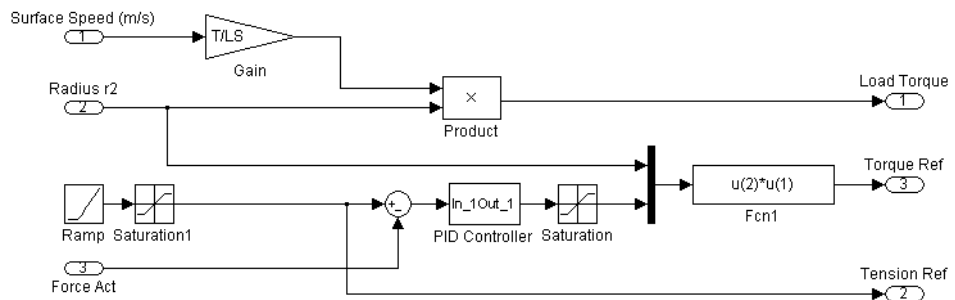 Surface Speed (m/s)
1
T/LS
Gain
Radius r2
2
×
Product
Load Torque
1
u(2)*u(1)
Fcn1
Torque Ref
3
Ramp
Saturation1
+
_
In_1Out_1
PID Controller
Saturation
3
Force Act
Tension Ref
2